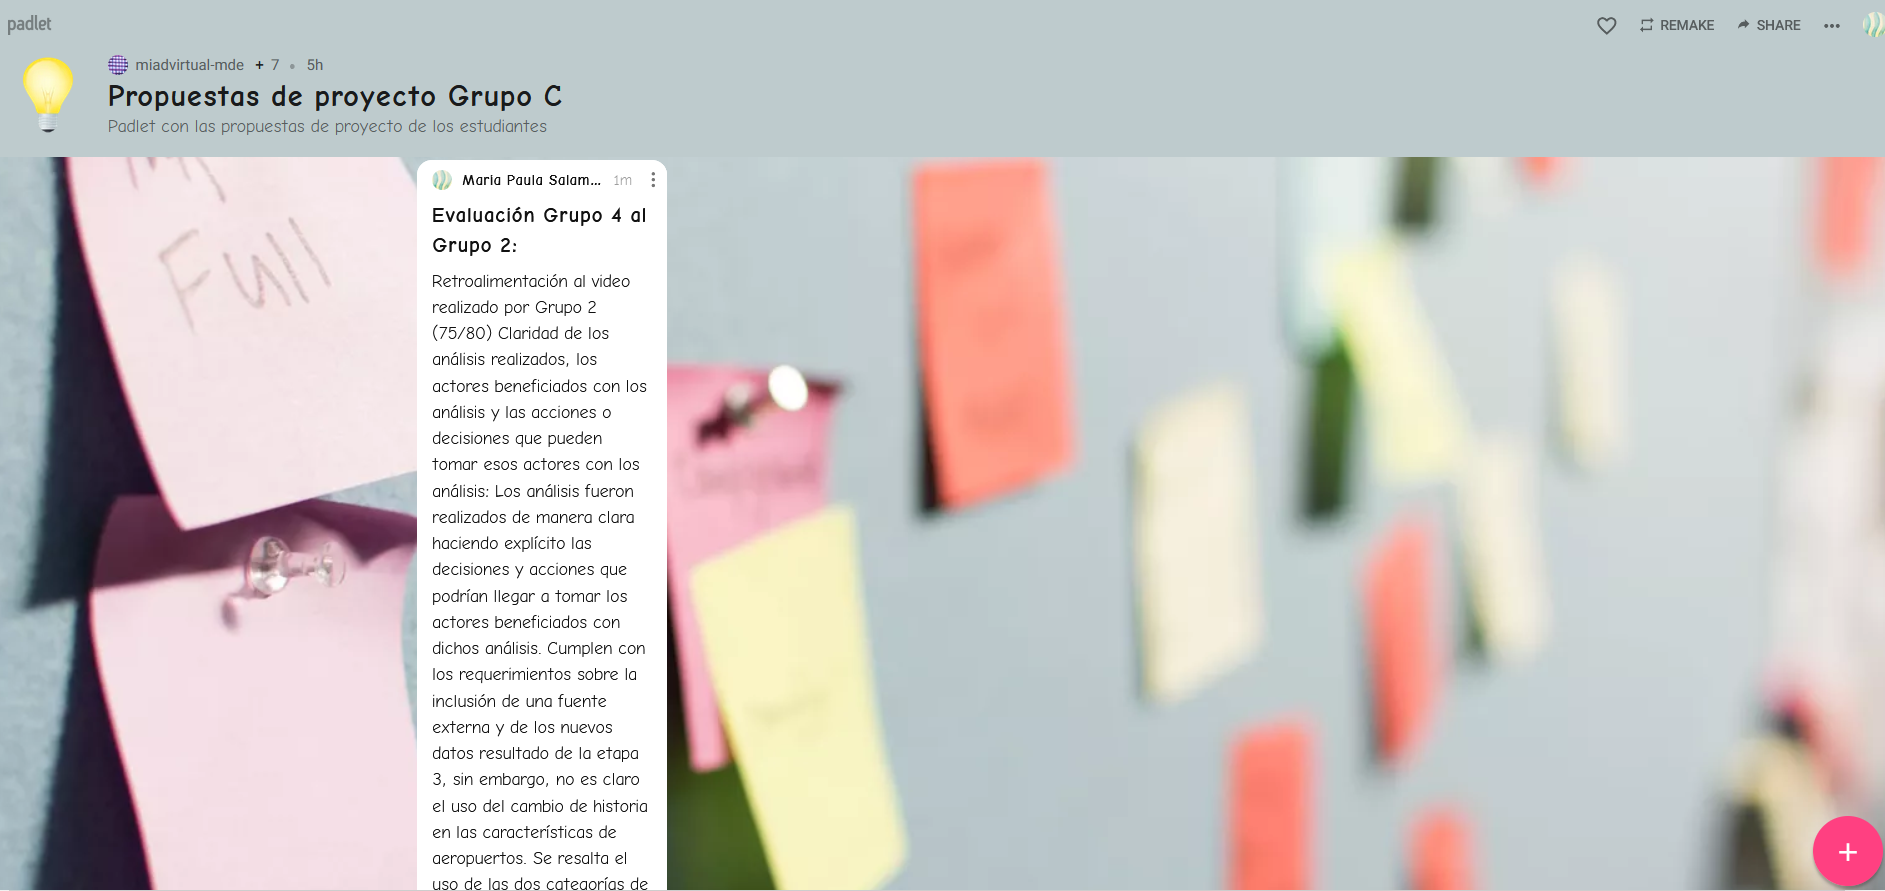 padlet
REMAKE
SHARE
miadvirtual-mde + 7 • 5h
Propuestas de proyecto Grupo C
Padlet con las propuestas de proyecto de los estudiantes
Full
Maria Paula Salam... 1m
Evaluación Grupo 4 al
Grupo 2:
Retroalimentación al video
realizado por Grupo 2
(75/80) Claridad de los
análisis realizados, los
actores beneficiados con los
análisis y las acciones o
decisiones que pueden
tomar esos actores con los
análisis: Los análisis fueron
realizados de manera clara
haciendo explícito las
decisiones y acciones que
podrían llegar a tomar los
actores beneficiados con
dichos análisis. Cumplen con
los requerimientos sobre la
inclusión de una fuente
externa y de los nuevos
datos resultado de la etapa
3, sin embargo, no es claro
el uso del cambio de historia
en las características de
aeropuertos. Se resalta el
uso de las dos categorías de